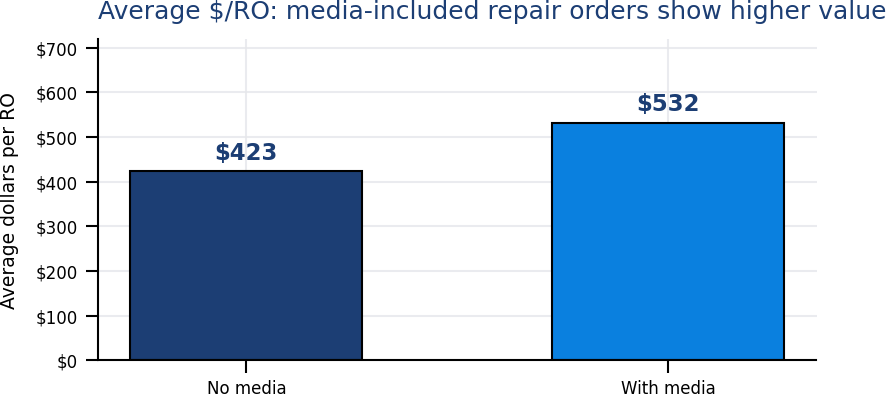 Average $/RO: media-included repair orders show higher value
$700
$600
$500
$400
$300
$200
$100
$0
Average dollars per RO
$423
$532
No media
With media